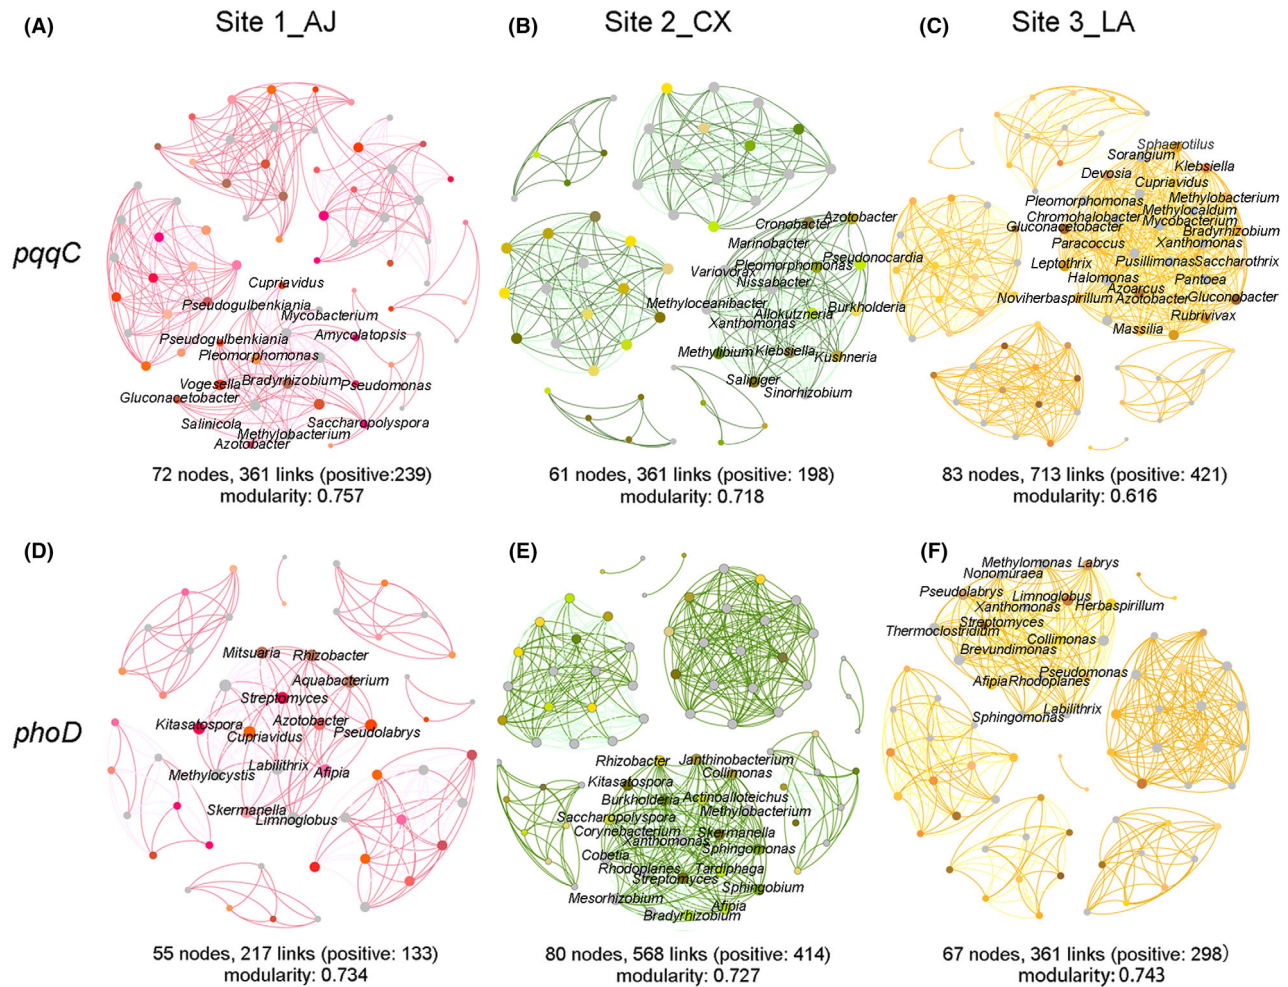 (A) Site 1_AJ
(B) Site 2_CX
(C) Site 3_LA
pqqC
Cupriavidus
Pseudogulbenkiania
Mycobacterium
Pseudogulbenkiania
Amycolatopsis
Pleomorphomonas
Vogesella
Bradyrhizobium
Pseudomonas
Gluconacetobacter
Salinicola
Saccharopolyspora
Methylobacterium
Azotobacter
72 nodes, 361 links (positive:239)
modularity: 0.757
Cronobacter
Azotobacter
Marinobacter
Pseudonocardia
Pleomorphomonas
Variovorax
Nissabacter
Methyloceanibacter
Burkholderia
Allokutzneria
Xanthomonas
Methylibium
Klebsiella
Kushneria
Salipiger
Sinorhizobium
61 nodes, 361 links (positive: 198)
modularity: 0.718
Sphaerotilus
Sorangium
Klebsiella
Devosia
Cupriavidus
Pleomorphomonas
Methylobacterium
Methylocaldum
Chromohalobacter
Mycobacterium
Gluconacetobacter
Bradyrhizobium
Paracoccus
Xanthomonas
Leptothrix
Pusillimonas
Saccharothrix
Halomonas
Pantoea
Azoarcus
Noviherbaspirillum
Azotobacter
Gluconobacter
Rubrivivax
Massilia
83 nodes, 713 links (positive: 421)
modularity: 0.616
(D)
(E)
(F)
phoD
Mitsuaria
Rhizobacter
Aquabacterium
Streptomyces
Kitasatospora
Azotobacter
Cupriavidus
Pseudolabrys
Labilithrix
Methylocystis
Afipia
Skermanella
Limnoglobus
55 nodes, 217 links (positive: 133)
modularity: 0.734
Rhizobacter
Janthinobacterium
Collimonas
Kitasatospora
Burkholderia
Actinoalloteichus
Methylobacterium
Saccharopolyspora
Corynebacterium
Skermanella
Xanthomonas
Sphingomonas
Cobetia
Rhodoplanes
Tardiphaga
Streptomyces
Sphingobium
Mesorhizobium
Afipia
Bradyrhizobium
80 nodes, 568 links (positive: 414)
modularity: 0.727
Methylomonas
Labrys
Nonomuraea
Pseudolabrys
Limnoglobus
Xanthomonas
Herbaspirillum
Streptomyces
Thermoclostridium
Collimonas
Brevundimonas
Pseudomonas
Afipia
Rhodoplanes
Labilithrix
Sphingomonas
67 nodes, 361 links (positive: 298)
modularity: 0.743